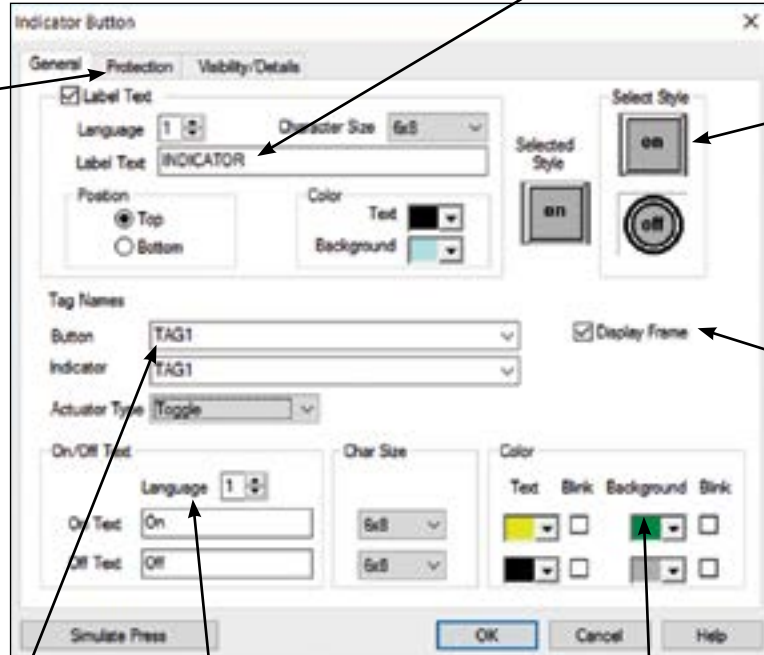 Indicator Button
General Protection Visibility/Details
Label Text
Language 1 Character Size 6x8
Label Text INDICATOR
Position
Top
Bottom
Color
Text
Background
Selected
Style
on
Select Style
on
off
Tag Names
Button TAG1
Indicator TAG1
Display Frame
Actuator Type Toggle
On/Off Text
Language 1
On Text On
Off Text Off
Char Size
6x8
6x8
Color
Text Blink Background Blink
Simulate Press OK Cancel Help